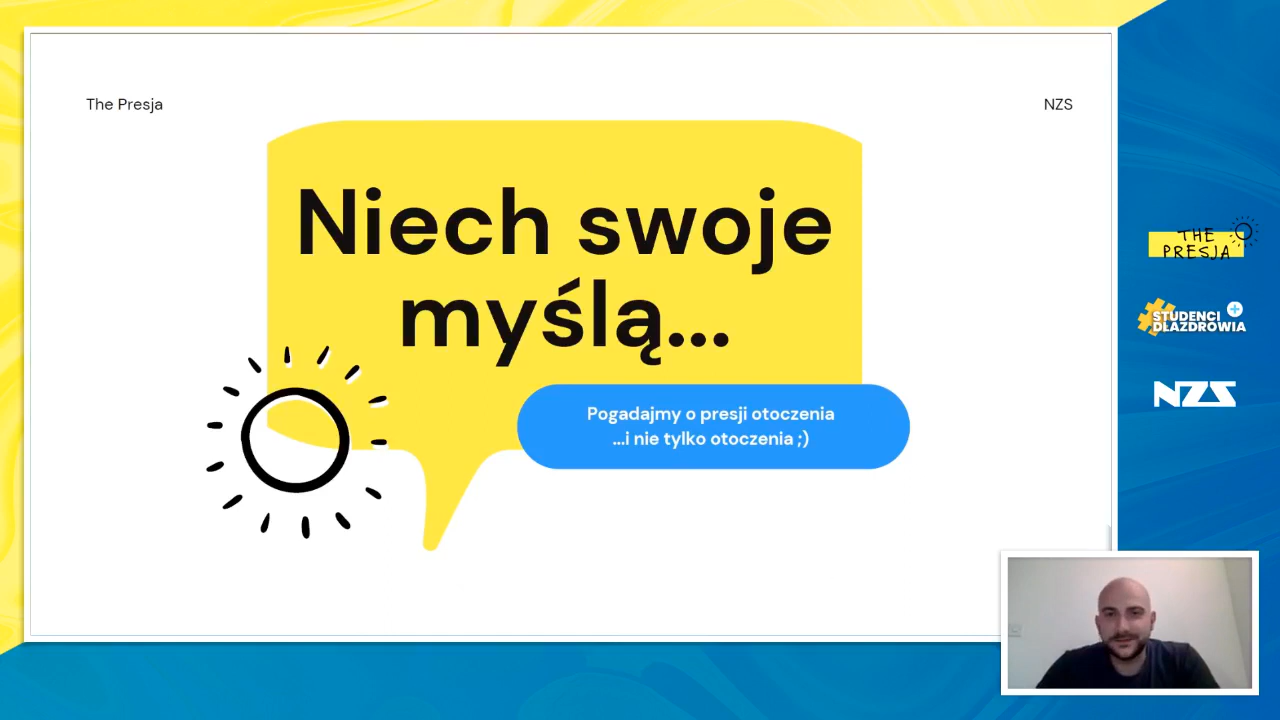 The Presja
NZS
Niech swoje
myślą...
Pogadajmy o presji otoczenia
...i nie tylko otoczenia ;)
THE
PRESJA
#STUDENCI
DLAZDROWIA
NZS